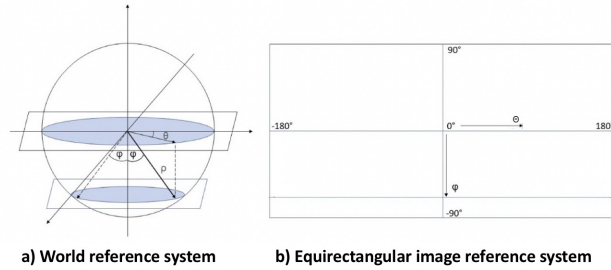 θ
φ φ
ρ
90°
-180° 0° Θ 180°
φ
-90°
a) World reference system
b) Equirectangular image reference system